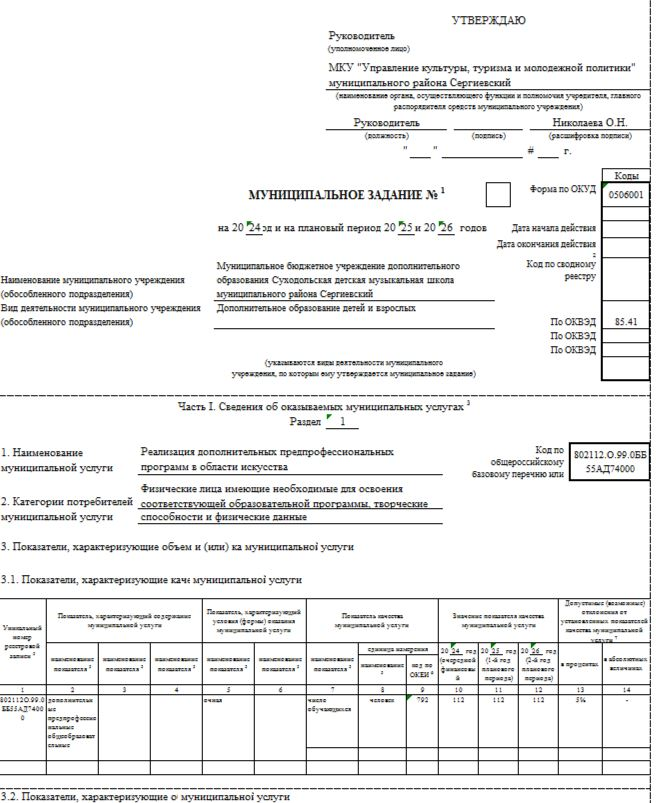 УТВЕРЖДАЮ
Руководитель
(уполномоченное лицо)
МКУ "Управление культуры, туризма и молодежной политики"
муниципального района Сергиевский
(наименование органа, осуществляющего функции и полномочия учредителя, главного
распорядителя средств муниципального учреждения)
Руководитель Николаева О.Н.
(должность) (подпись) (расшифровка подписи)
" " # г.
Коды
МУНИЦИПАЛЬНОЕ ЗАДАНИЕ № 1 Форма по ОКУД 0506001
на 20 24 од и на плановый период 20 25 и 20 26 годов Дата начала действия
Дата окончания действия
2
Код по сводному
реестру
Наименование муниципального учреждения
(обособленного подразделения)
Муниципальное бюджетное учреждение дополнительного
образования Суходольская детская музыкальная школа
муниципального района Сергиевский
Вид деятельности муниципального учреждения
(обособленного подразделения)
Дополнительное образование детей и взрослых
По ОКВЭД 85.41
По ОКВЭД
По ОКВЭД
(указываются виды деятельности муниципального
учреждения, по которым ему утверждается муниципальное задание)
Часть I. Сведения об оказываемых муниципальных услугах 3
Раздел 1
1. Наименование
муниципальной услуги
Реализация дополнительных предпрофессиональных
программ в области искусства
Код по
общероссийскому
базовому перечню или
802112.О.99.0ББ
55АД74000
2. Категории потребителей
муниципальной услуги
Физические лица имеющие необходимые для освоения
соответствующей образовательной программы, творческие
способности и физические данные
3. Показатели, характеризующие объем и (или) ка муниципальной услуги
3.1. Показатели, характеризующие каче муниципальной услуги
Уникальный
номер
реестровой
записи 5
Показатель, характеризующий содержание
муниципальной услуги
Показатель, характеризующий
условия (формы) оказания
муниципальной услуги
Показатель качества
муниципальной услуги
Значение показателя качества
муниципальной услуги
Допустимые (возможные)
отклонения от
установленных показателей
качества муниципальной
услуги 7
наименование показателя 5
наименование показателя 5
наименование показателя 5
наименование показателя 5
наименование показателя 5
наименование показателя 5
единица измерения
наименование 5
код по ОКЕИ 6
20 24 год (очередной финансовый
й
20 25 год (1-й год планового периода)
20 26 год (2-й год планового периода)
в процентах
в абсолютных величинах
1 2 3 4 5 6 7 8 9 10 11 12 13 14
802112О.99.0
ББ55АД7400
0
дополнительн
ые
предпрофесcио
нальные
общеобразоват
ельные
очная
число
обучающихся
человек 792 112 112 112 5% -
3.2. Показатели, характеризующие о муниципальной услуги